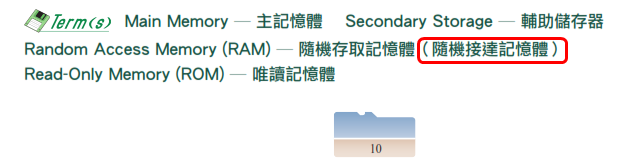 Term(s) Main Memory — 主記憶體 Secondary Storage — 輔助儲存器
Random Access Memory (RAM) — 隨機存取記憶體 (隨機接達記憶體)
Read-Only Memory (ROM) — 唯讀記憶體
10